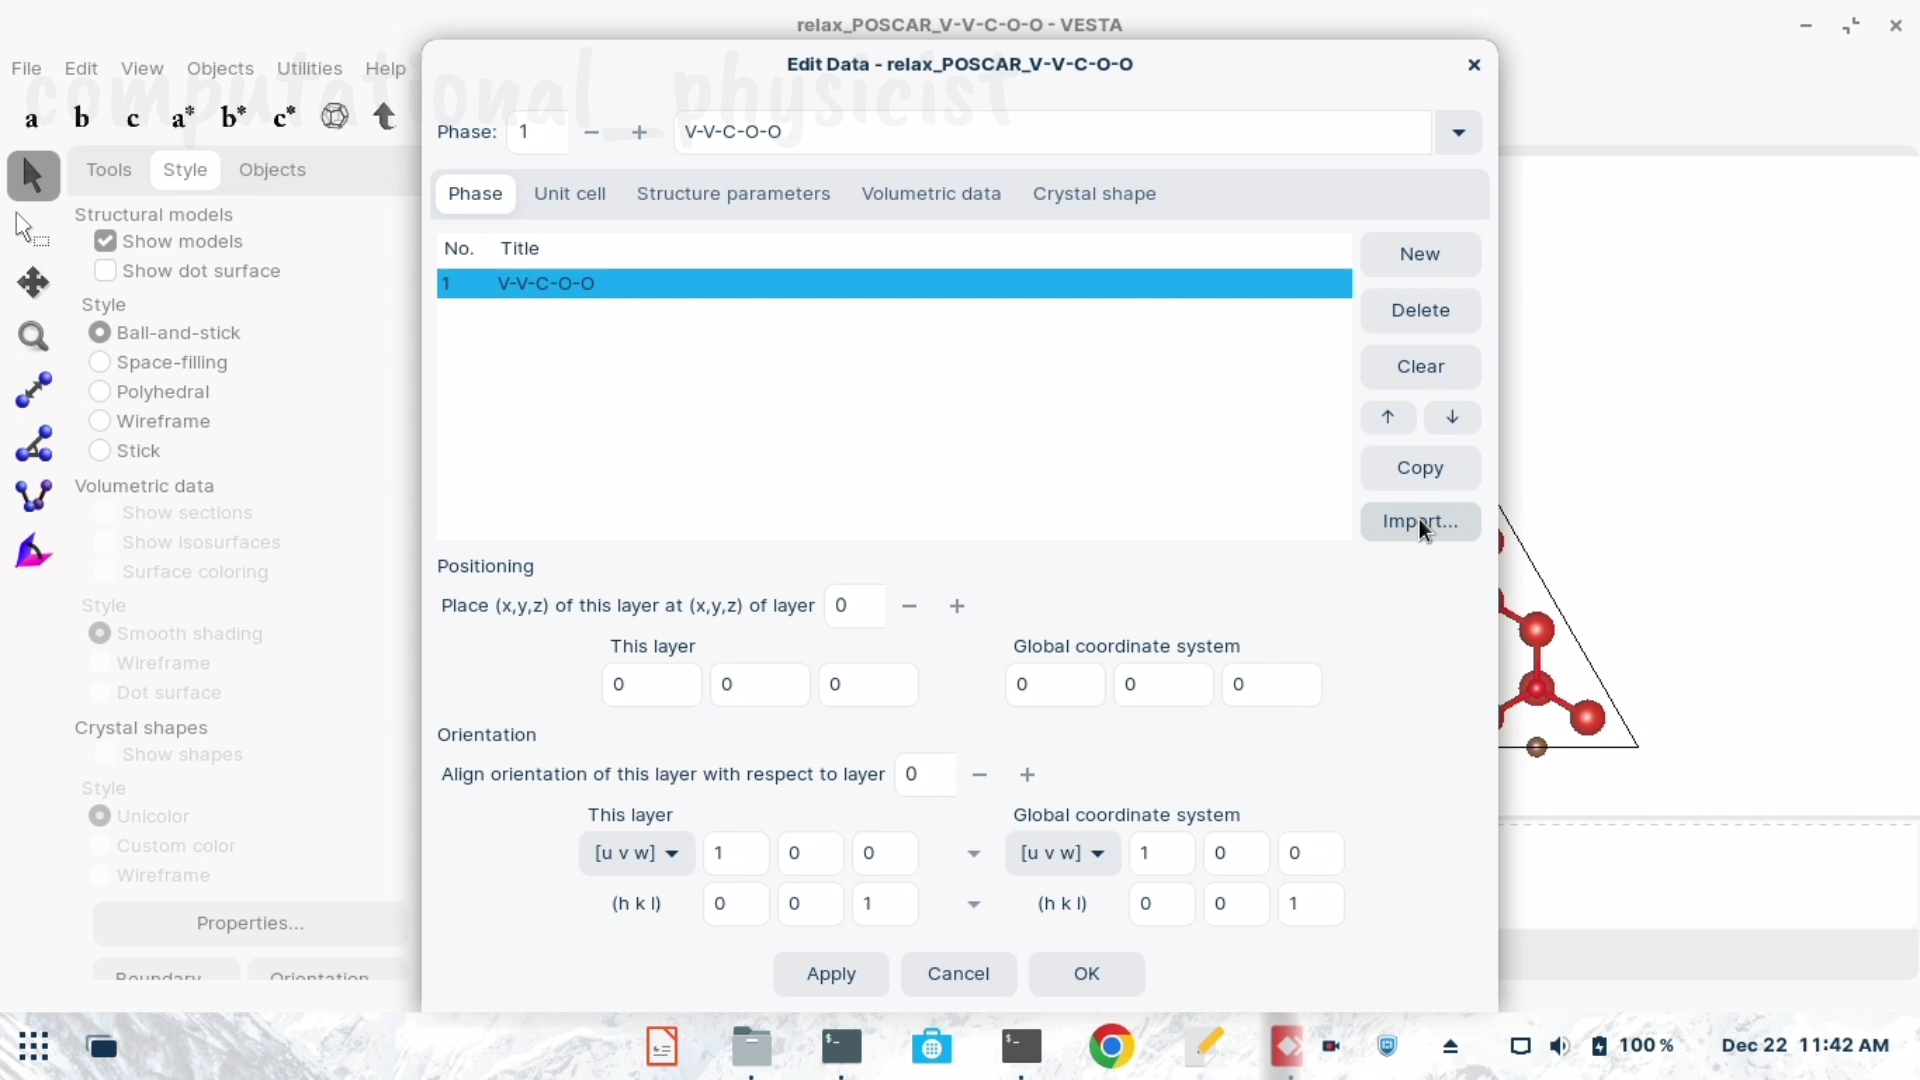 relax_POSCAR_V-V-C-O-O - VESTA
File Edit View Objects Utilities Help
computational physicist
a b c a* b* c*
Edit Data - relax_POSCAR_V-V-C-O-O
Phase: 1 − + V-V-C-O-O
Tools Style Objects
Phase Unit cell Structure parameters Volumetric data Crystal shape
Structural models
Show models
Show dot surface
Style
Ball-and-stick
Space-filling
Polyhedral
Wireframe
Stick
Volumetric data
Show sections
Show isosurfaces
Surface coloring
Style
Smooth shading
Wireframe
Dot surface
Crystal shapes
Show shapes
Style
Unicolor
Custom color
Wireframe
Properties...
Boundary Orientation
No. Title
1 V-V-C-O-O
New
Delete
Clear
↑ ↓
Copy
Import...
Positioning
Place (x,y,z) of this layer at (x,y,z) of layer 0 − +
This layer Global coordinate system
0 0 0 0 0 0
Orientation
Align orientation of this layer with respect to layer 0 − +
This layer Global coordinate system
[u v w] 1 0 0 [u v w] 1 0 0
(h k l) 0 0 1 (h k l) 0 0 1
Apply Cancel OK
100 % Dec 22 11:42 AM